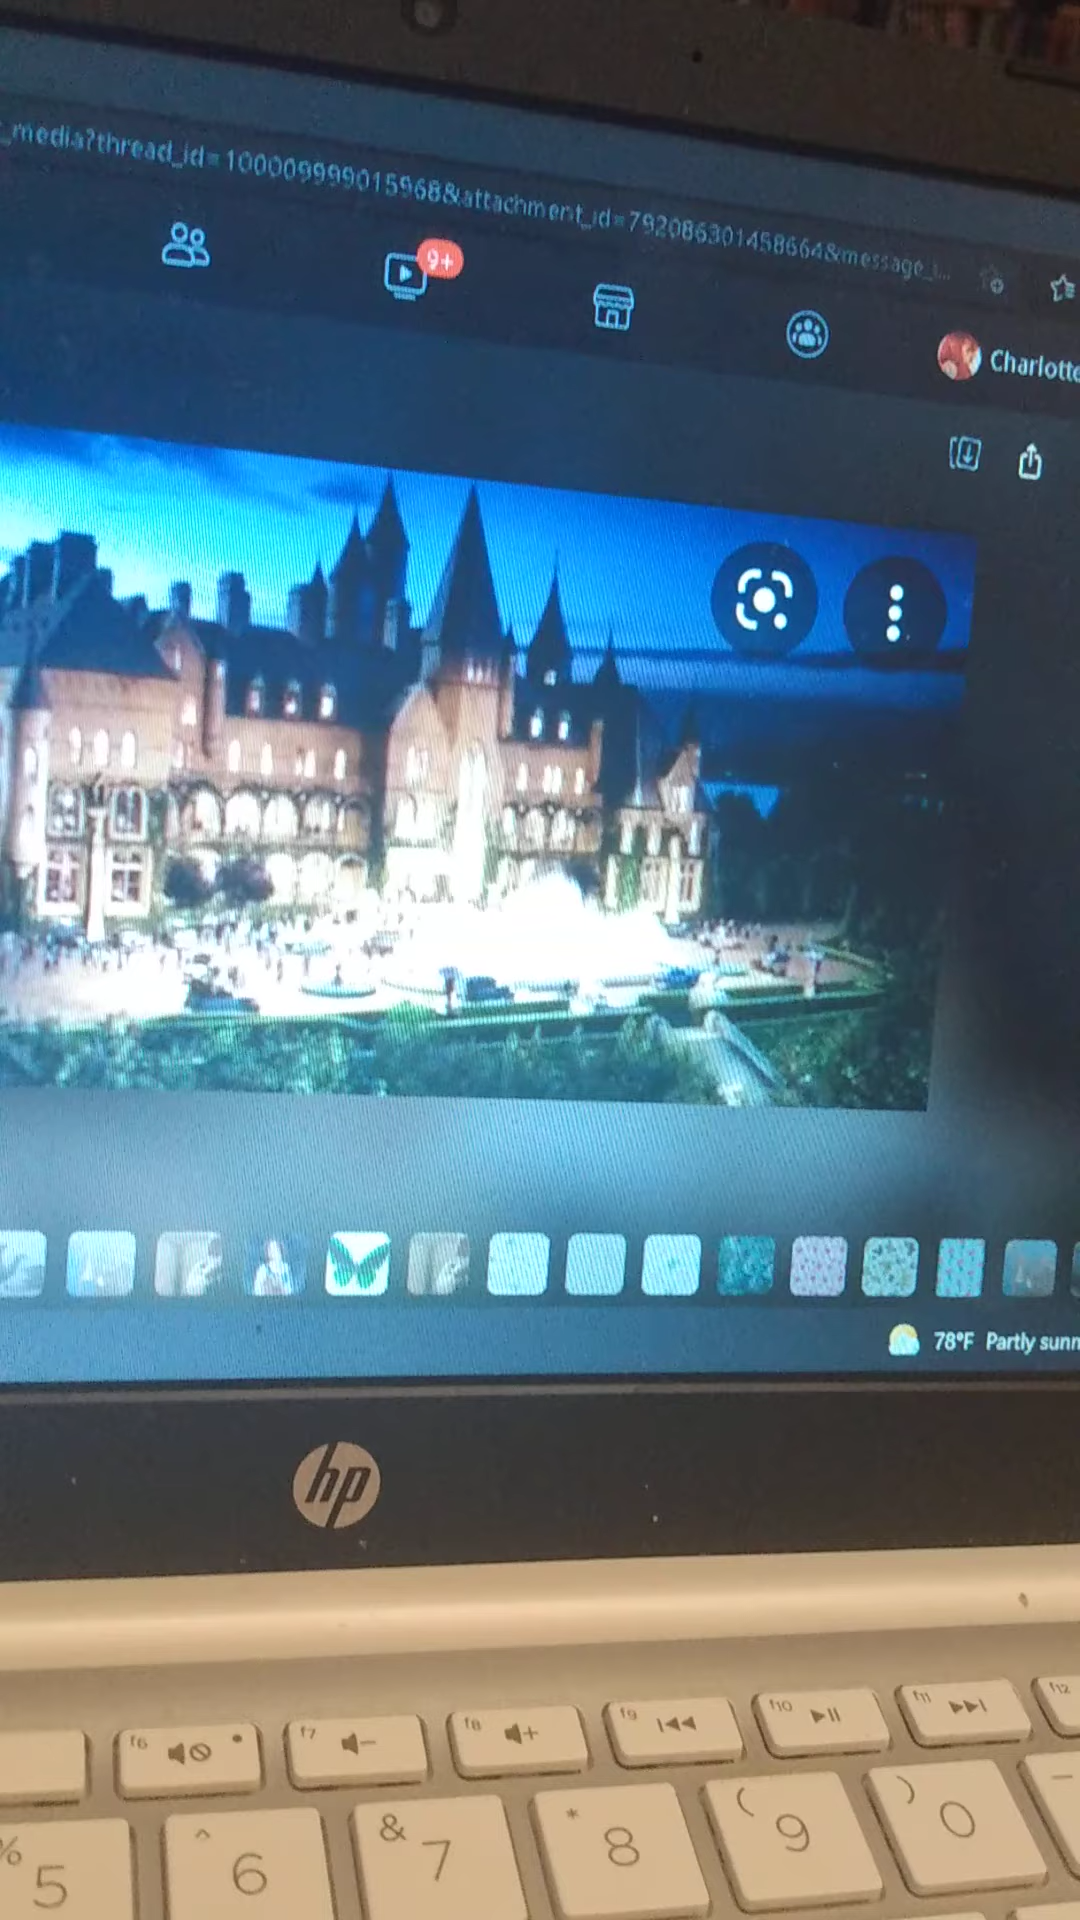 _media?thread_id=100009999015968&attachment_id=792086301458664&message_i...
9+
Charlotte
78°F Partly sunn
hp
f6
f7
f8
f9
f10
f11
f12
% 5
^ 6
& 7
* 8
( 9
) 0